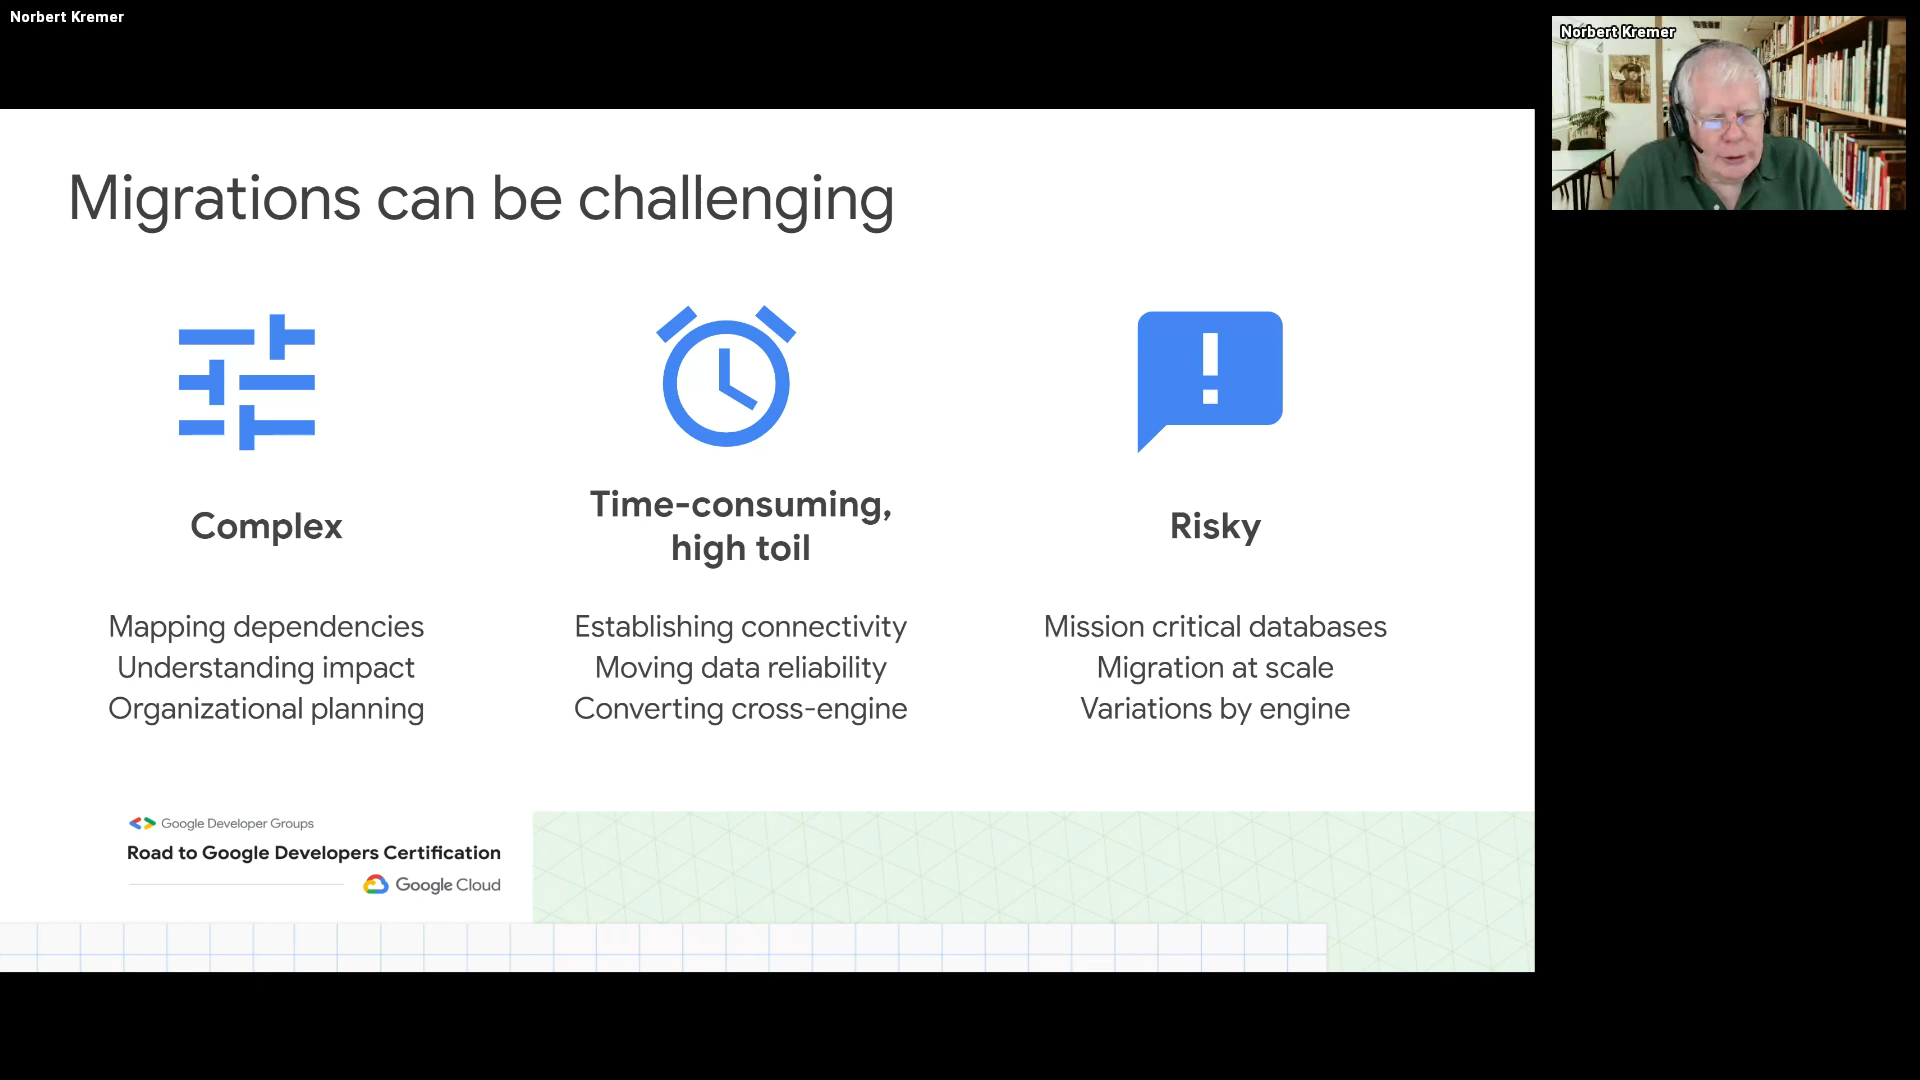 Norbert Kremer
Norbert Kremer
Migrations can be challenging
Complex
Mapping dependencies
Understanding impact
Organizational planning
Time-consuming,
high toil
Establishing connectivity
Moving data reliability
Converting cross-engine
Risky
Mission critical databases
Migration at scale
Variations by engine
Google Developer Groups
Road to Google Developers Certification
Google Cloud